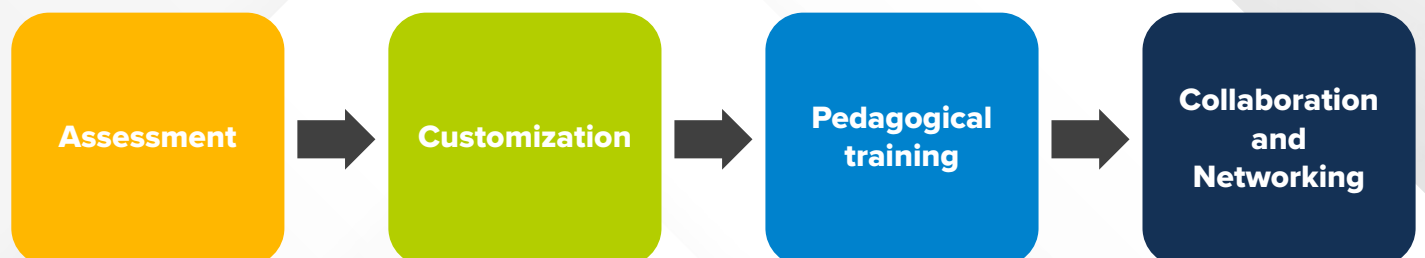 Assessment
Customization
Pedagogical
training
Collaboration
and
Networking